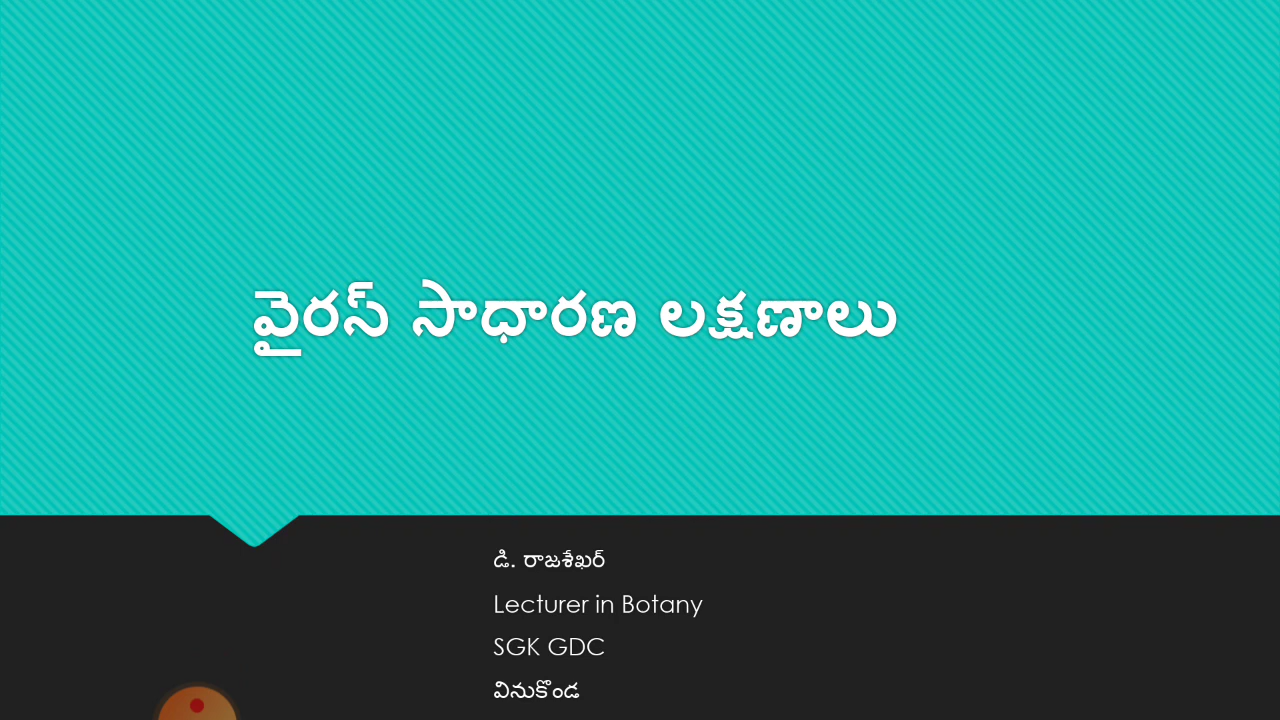 వైరస్ సాధారణ లక్షణాలు
డి. రాజశేఖర్
Lecturer in Botany
SGK GDC
వినుకొండ